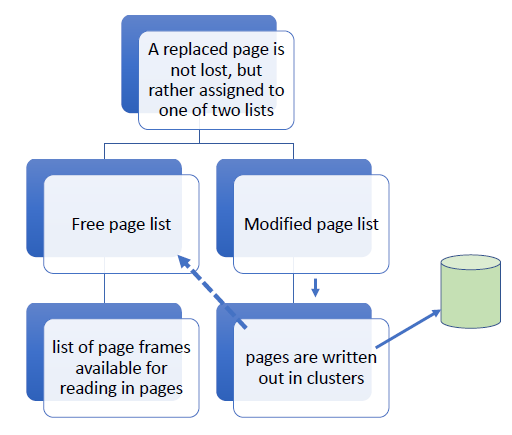 A replaced page is
not lost, but
rather assigned to
one of two lists
Free page list
Modified page list
list of page frames
available for
reading in pages
pages are written
out in clusters